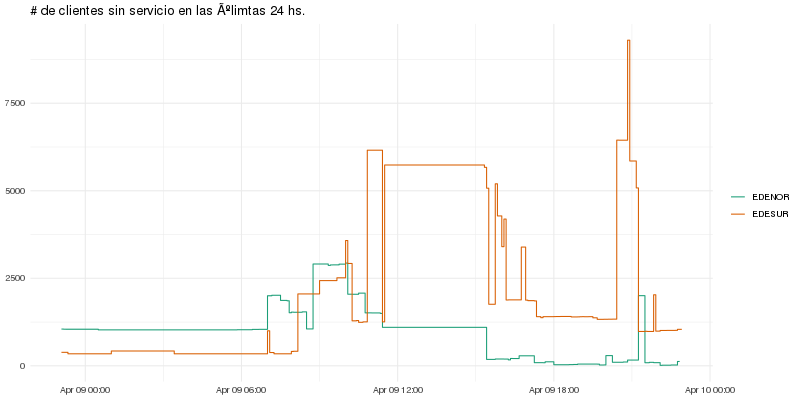 # de clientes sin servicio en las Ãºlimtas 24 hs.
7500
5000
2500
0
Apr 09 00:00
Apr 09 06:00
Apr 09 12:00
Apr 09 18:00
Apr 10 00:00
EDENOR
EDESUR